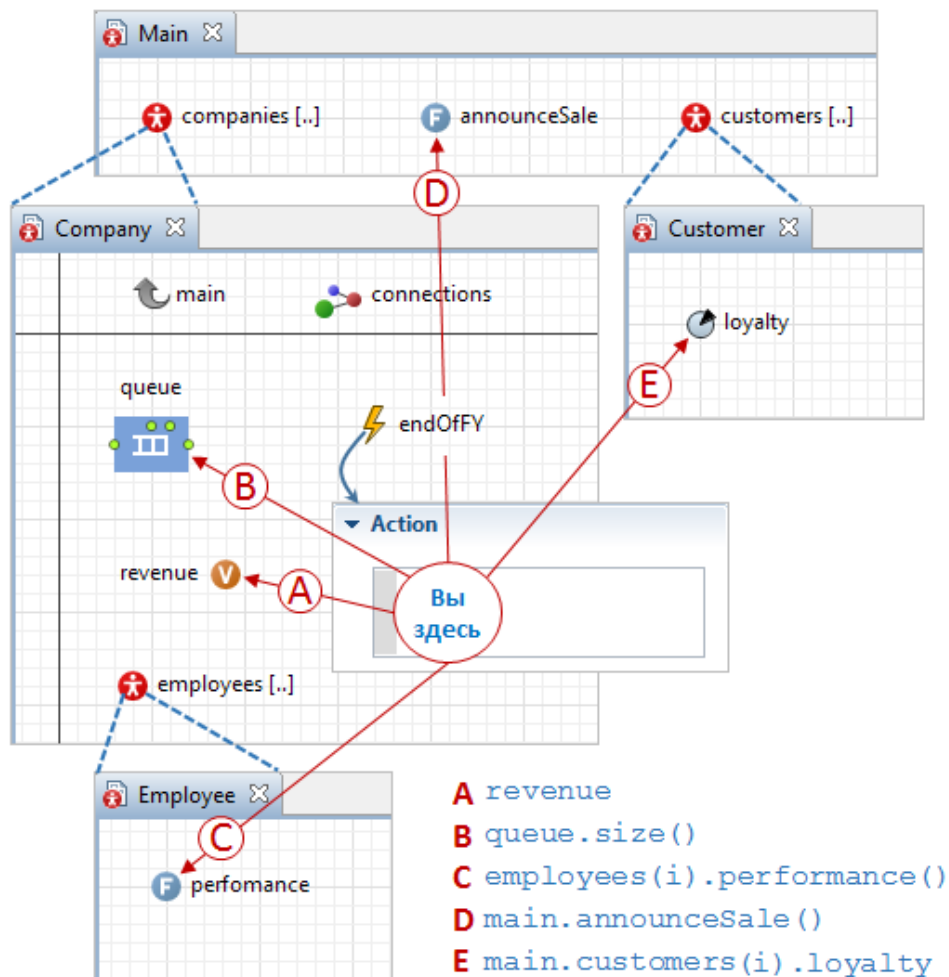 Main
companies [..]
announceSale
customers [..]
D
Company
Customer
main
connections
loyalty
queue
E
endOfFY
B
Action
revenue
V
A
Вы
здесь
employees [..]
Employee
C
F perfomance
A revenue
B queue.size()
C employees(i).performance()
D main.announceSale()
E main.customers(i).loyalty